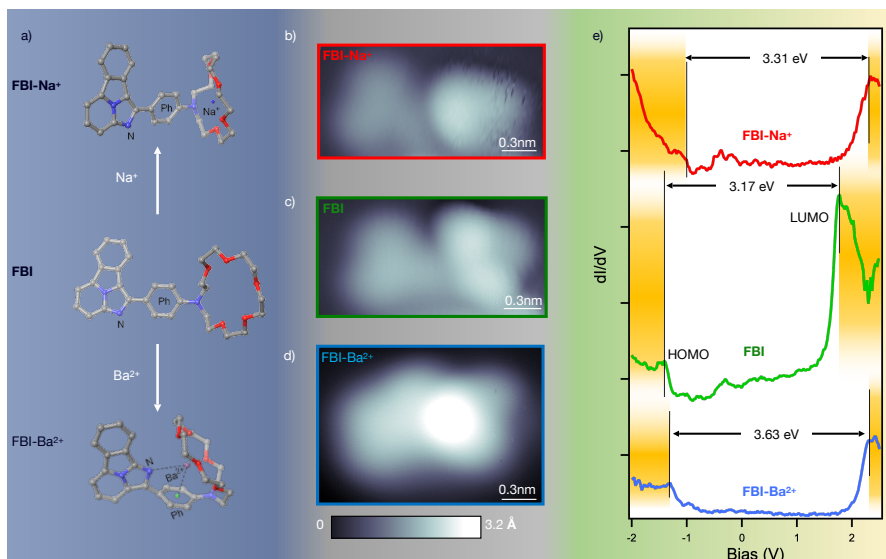 a)
FBI-Na⁺
Ph
Na⁺
N
Na⁺
FBI
Ph
N
Ba²⁺
FBI-Ba²⁺
N
Ba²⁺
Ph
b)
FBI-Na⁺
0.3nm
c)
FBI
0.3nm
d)
FBI-Ba²⁺
0.3nm
0
3.2 Å
e)
3.31 eV
FBI-Na⁺
3.17 eV
LUMO
HOMO
FBI
3.63 eV
FBI-Ba²⁺
dI/dV
-2
-1
0
1
2
Bias (V)